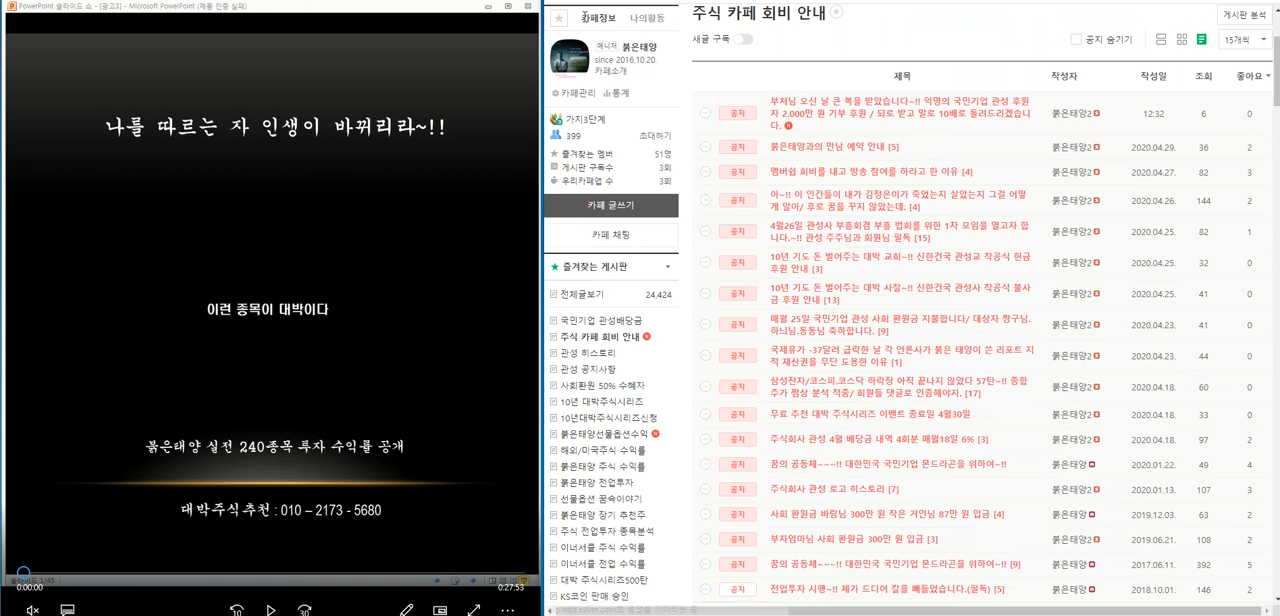 PowerPoint 슬라이드 쇼 - [광고3] - Microsoft PowerPoint (제품 인증 실패)
나를 따르는 자 인생이 바뀌리라~!!
이런 종목이 대박이다
붉은태양 실전 240종목 투자 수익률 공개
대박주식추천 : 010 – 2173 - 5680
슬라이드 1/45
0:00:00
0:27:53
카페정보 나의활동
매니저 붉은태양
since 2016.10.20.
카페소개
카페관리 통계
가지3단계
399 초대하기
즐겨찾는 멤버 51명
게시판 구독수 3회
우리카페앱 수 3회
카페 글쓰기
카페 채팅
즐겨찾는 게시판
전체글보기 24,424
국민기업 관성배당금
주식 카페 회비 안내
관성 히스토리
관성 공지사항
사회환원 50% 수혜자
10년 대박주식시리즈
10년대박주식시리즈신청
붉은태양선물옵션수익
해외/미국주식 수익률
붉은태양 주식 수익률
붉은태양 전업투자
선물옵션 꿈속이야기
붉은태양 장기 추천주
주식 전업투자 종목분석
이너서클 주식 수익률
이너서클 전업 수익률
대박 주식시리즈500탄
KS코인 판매 승인
주식 카페 회비 안내
게시판 분석
새글 구독
공지 숨기기
15개씩
제목 작성자 작성일 조회 좋아요
공지 부처님 오신 날 큰 복을 받았습니다~!! 익명의 국민기업 관성 후원
자 2,000만 원 기부 후원 / 되로 받고 말로 10배로 돌려드리겠습니
다. 붉은태양2 12:32 6 0
공지 붉은태양과의 만남 예약 안내 [5] 붉은태양2 2020.04.29. 36 2
공지 멤버쉽 회비를 내고 방송 참여를 하라고 한 이유 [4] 붉은태양2 2020.04.27. 82 3
공지 아~!! 이 인간들이 내가 김정은이가 죽었는지 살았는지 그걸 어떻
게 알아/ 후로 꿈을 꾸지 않았는데. [4] 붉은태양2 2020.04.26. 144 2
공지 4월26일 관성사 부흥회겸 부흥 법회를 위한 1차 모임을 열고자 합
니다.~!! 관성 주주님과 회원님 필독 [15] 붉은태양2 2020.04.25. 82 1
공지 10년 기도 돈 벌어주는 대박 교회~!! 신한건국 관성교 작공식 헌금
후원 안내 [3] 붉은태양2 2020.04.25. 32 0
공지 10년 기도 돈 벌어주는 대박 사찰~!! 신한건국 관성사 작공식 불사
금 후원 안내 [13] 붉은태양2 2020.04.25. 41 0
공지 매월 25일 국민기업 관성 사회 환원금 지불합니다/ 대상자 짱구님.
하늬님.동동님 축하합니다. [9] 붉은태양2 2020.04.23. 41 0
공지 국제유가 -37달러 급락한 날 각 언론사가 붉은 태양이 쓴 리포트 지
적 재산권을 무단 도용한 이유 [1] 붉은태양2 2020.04.23. 44 0
공지 삼성전자/코스피.코스닥 하락장 아직 끝나지 않았다 57탄~!! 종합
주가 찜상 분석 적중/ 회원들 댓글로 인증해야지. [17] 붉은태양2 2020.04.18. 60 0
공지 무료 추천 대박 주식시리즈 이벤트 종료일 4월30일 붉은태양2 2020.04.18. 33 0
공지 주식회사 관성 4월 배당금 내역 4회분 매월18일 6% [3] 붉은태양2 2020.04.18. 97 2
공지 꿈의 공동체~~~!! 대한민국 국민기업 몬드라곤을 위하여~!! 붉은태양 2020.01.22. 49 4
공지 주식회사 관성 로고 히스토리 [7] 붉은태양2 2020.01.13. 107 3
공지 사회 환원금 바람님 300만 원 작은 거인님 87만 원 입금 [4] 붉은태양 2019.12.03. 63 2
공지 부자엄마님 사회 환원금 300만 원 입금 [3] 붉은태양2 2019.06.21. 108 2
공지 꿈의 공동체~~~!! 대한민국 국민기업 몬드라곤을 위하여~!! [9] 붉은태양 2017.06.11. 392 5
공지 전업투자 시행~!! 제가 드디어 칼을 빼들었습니다.(필독) [5] 붉은태양 2018.10.01. 146 2